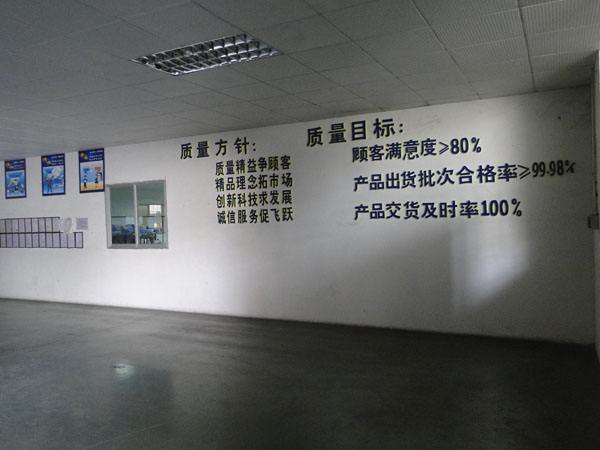 质量方针:
质量精益争顾客
精品理念拓市场
创新科技求发展
诚信服务促飞跃
质量目标:
顾客满意度≥80%
产品出货批次合格率≥99.98%
产品交货及时率100%